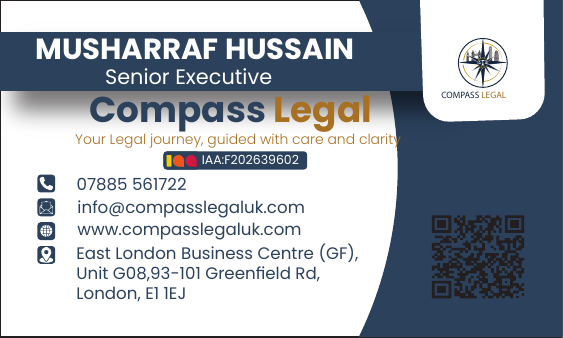 MUSHARRAF HUSSAIN
Senior Executive
COMPASS LEGAL
Compass Legal
Your Legal journey, guided with care and clarity
IAA:F202639602
07885 561722
info@compasslegaluk.com
www.compasslegaluk.com
East London Business Centre (GF),
Unit G08,93-101 Greenfield Rd,
London, E1 1EJ